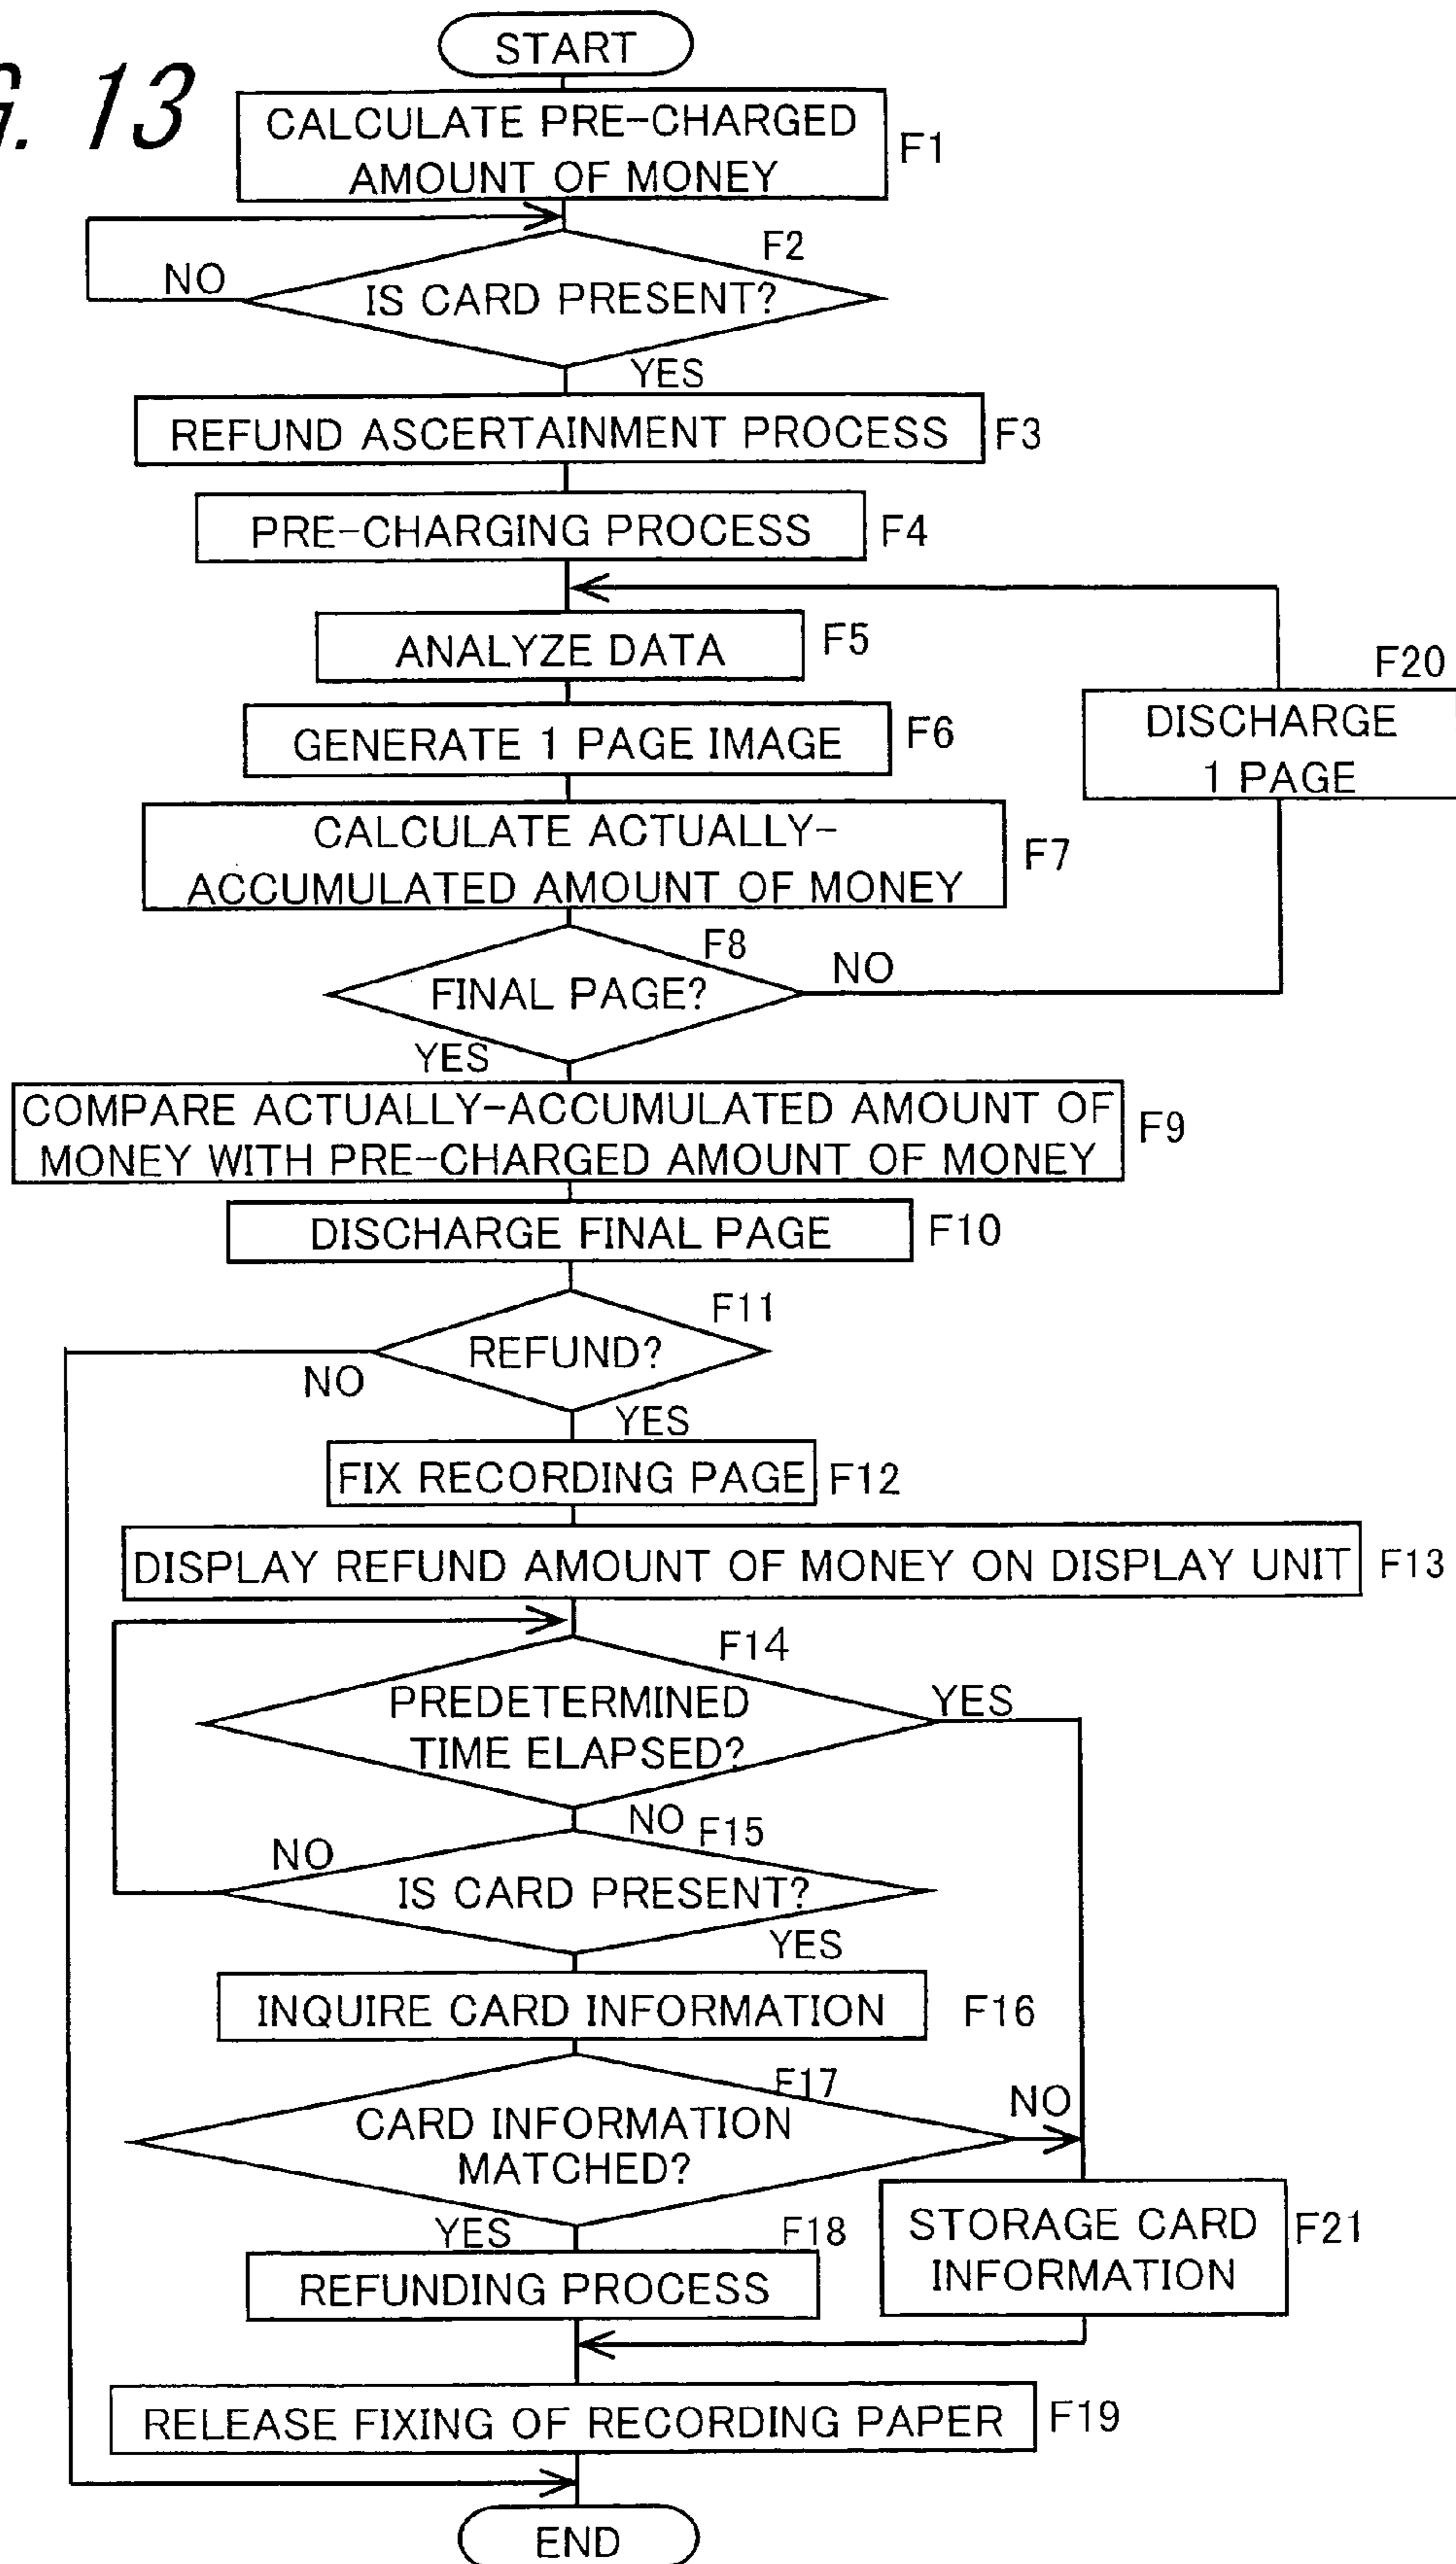 G. 13
START
CALCULATE PRE-CHARGED
AMOUNT OF MONEY
F1
F2
NO
IS CARD PRESENT?
YES
REFUND ASCERTAINMENT PROCESS
F3
PRE-CHARGING PROCESS
F4
ANALYZE DATA
F5
F20
DISCHARGE
1 PAGE
GENERATE 1 PAGE IMAGE
F6
CALCULATE ACTUALLY-
ACCUMULATED AMOUNT OF MONEY
F7
F8
FINAL PAGE?
NO
YES
COMPARE ACTUALLY-ACCUMULATED AMOUNT OF
MONEY WITH PRE-CHARGED AMOUNT OF MONEY
F9
DISCHARGE FINAL PAGE
F10
F11
REFUND?
NO
YES
FIX RECORDING PAGE
F12
DISPLAY REFUND AMOUNT OF MONEY ON DISPLAY UNIT
F13
F14
PREDETERMINED
TIME ELAPSED?
YES
NO
F15
NO
IS CARD PRESENT?
YES
INQUIRE CARD INFORMATION
F16
F17
CARD INFORMATION
MATCHED?
NO
YES
F18
REFUNDING PROCESS
STORAGE CARD
INFORMATION
F21
RELEASE FIXING OF RECORDING PAPER
F19
END